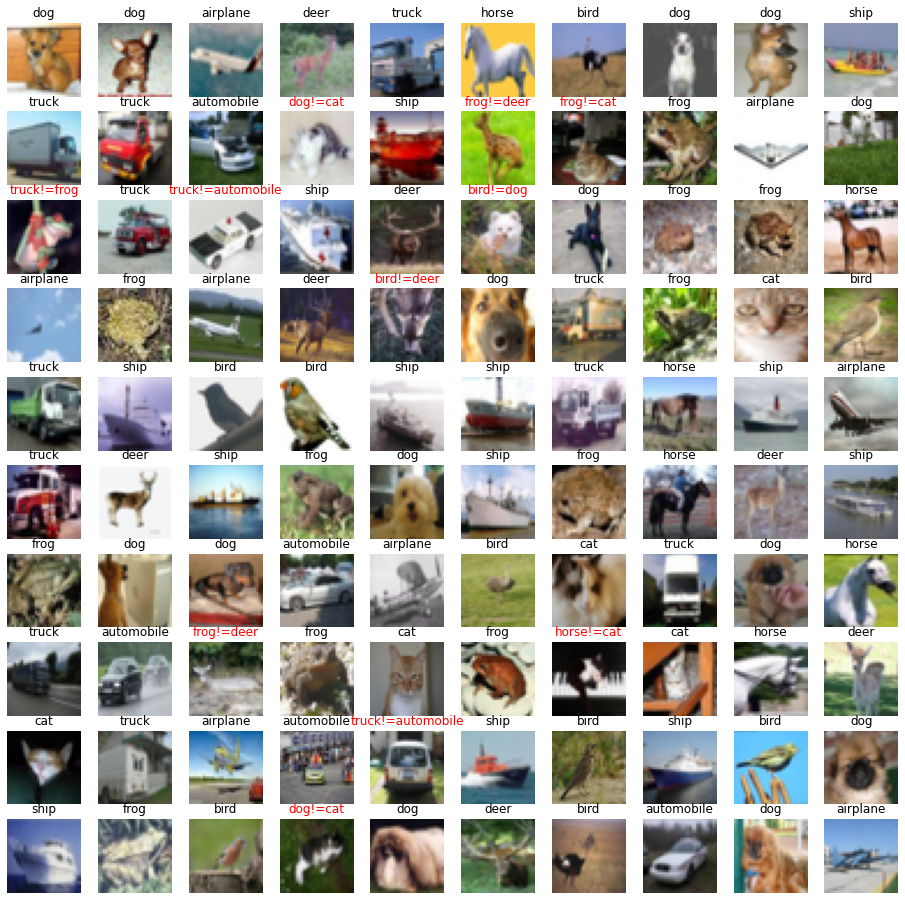 dog dog airplane deer truck horse bird dog dog ship
truck truck automobile dog!=cat ship frog!=deer frog!=cat frog airplane dog
truck!=frog truck truck!=automobile ship deer bird!=dog dog frog frog horse
airplane frog airplane deer bird!=deer dog truck frog cat bird
truck ship bird bird ship ship truck horse ship airplane
truck deer ship frog dog ship frog horse deer ship
frog dog dog automobile airplane bird cat truck dog horse
truck automobile frog!=deer frog cat frog horse!=cat cat horse deer
cat truck airplane automobile truck!=automobile ship bird ship bird dog
ship frog bird dog!=cat dog deer bird automobile dog airplane